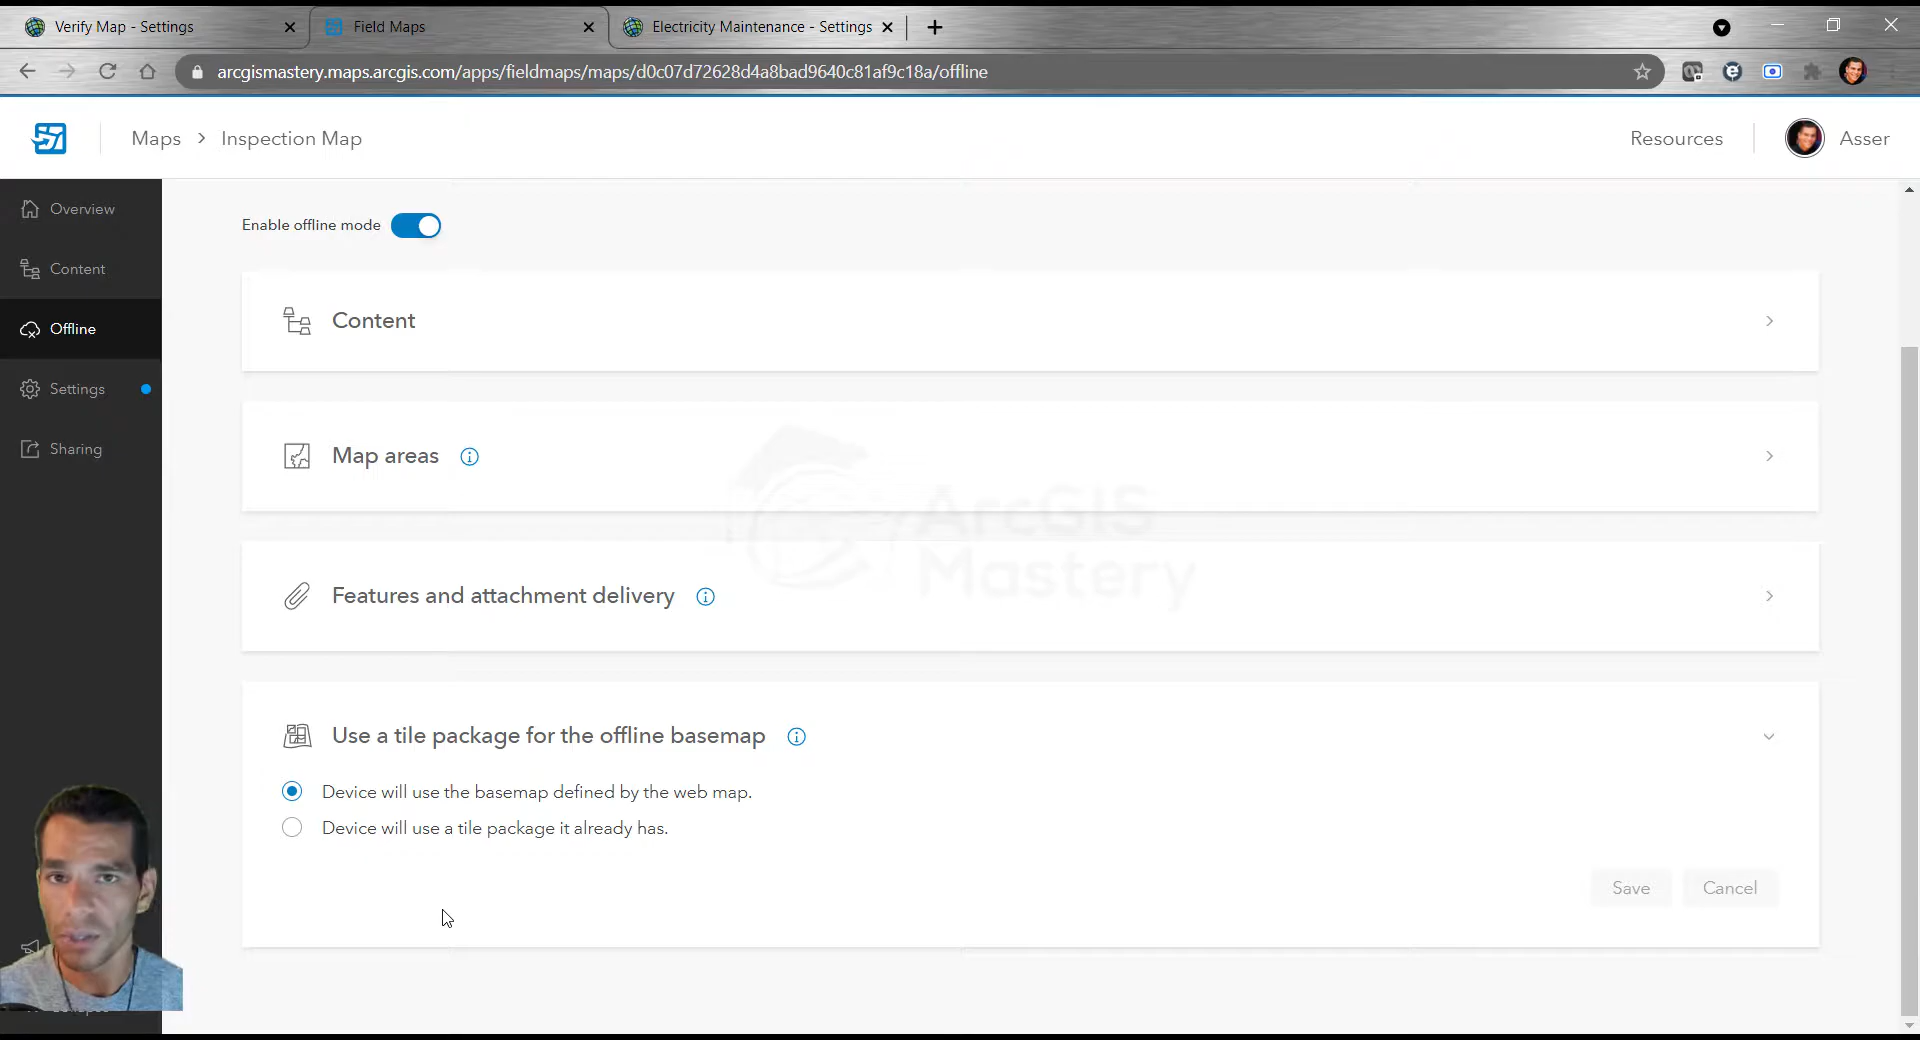 Verify Map - Settings
Field Maps
Electricity Maintenance - Settings
arcgismastery.maps.arcgis.com/apps/fieldmaps/maps/d0c07d72628d4a8bad9640c81af9c18a/offline
Maps > Inspection Map
Resources
Asser
Overview
Content
Offline
Settings
Sharing
Enable offline mode
Content
Map areas
ArcGIS
Mastery
Features and attachment delivery
Use a tile package for the offline basemap
Device will use the basemap defined by the web map.
Device will use a tile package it already has.
Save
Cancel